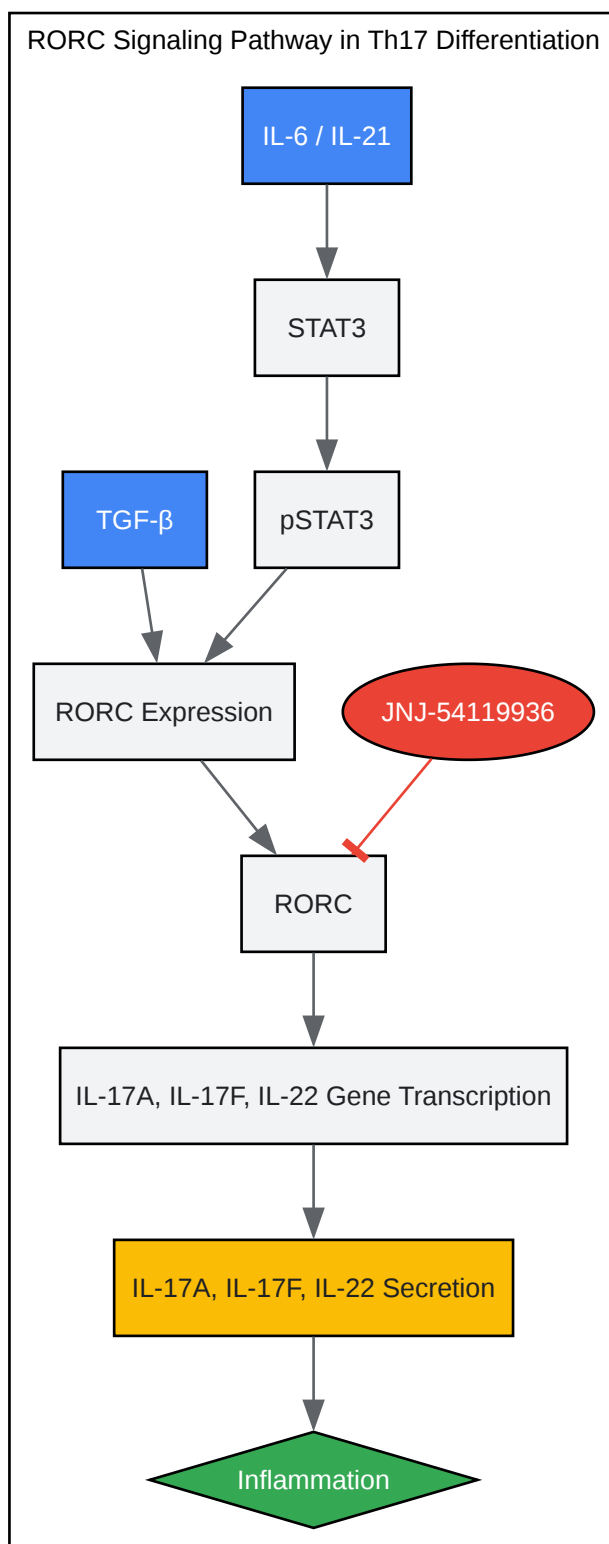 RORC Signaling Pathway in Th17 Differentiation
IL-6 / IL-21
STAT3
TGF-β
pSTAT3
RORC Expression
JNJ-54119936
RORC
IL-17A, IL-17F, IL-22 Gene Transcription
IL-17A, IL-17F, IL-22 Secretion
Inflammation